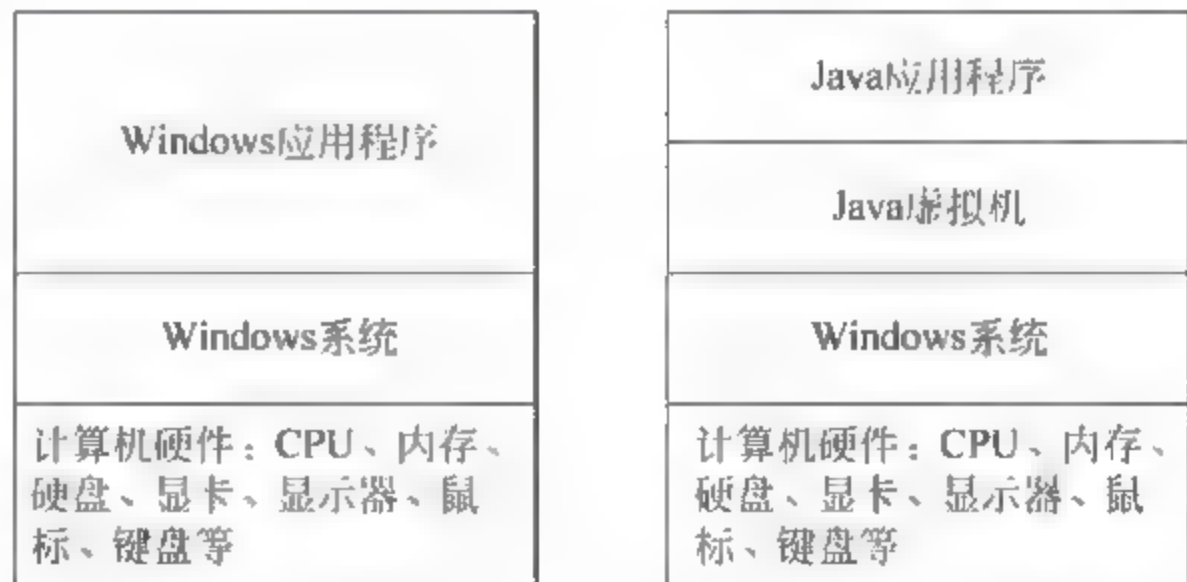 Windows应用程序
Windows系统
计算机硬件：CPU、内存、
硬盘、显卡、显示器、鼠
标、键盘等
Java应用程序
Java虚拟机
Windows系统
计算机硬件：CPU、内存、
硬盘、显卡、显示器、鼠
标、键盘等